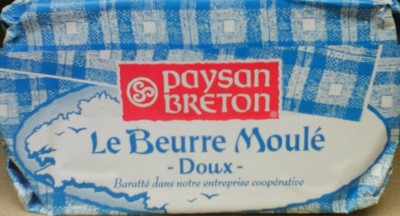 paysan
BRETON
Le Beurre Moulé
- Doux -
Baratté dans notre entreprise coopérative